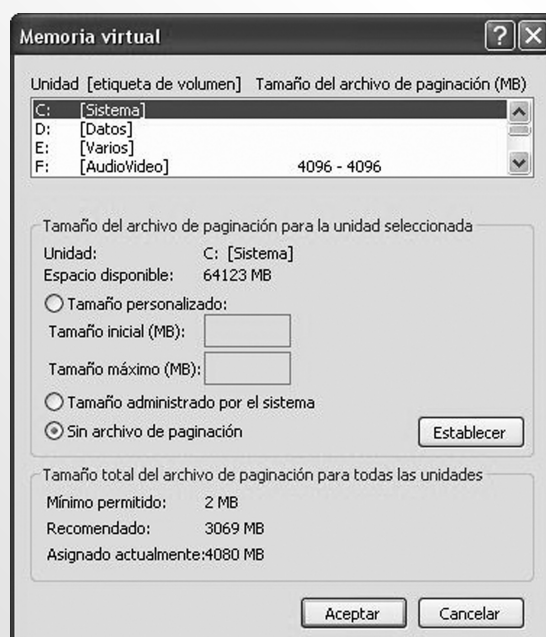 Memoria virtual
Unidad [etiqueta de volumen] Tamaño del archivo de paginación (MB)
C: [Sistema]
D: [Datos]
E: [Varios]
F: [AudioVideo] 4096 - 4096
Tamaño del archivo de paginación para la unidad seleccionada
Unidad: C: [Sistema]
Espacio disponible: 64123 MB
Tamaño personalizado:
Tamaño inicial (MB):
Tamaño máximo (MB):
Tamaño administrado por el sistema
Sin archivo de paginación
Establecer
Tamaño total del archivo de paginación para todas las unidades
Mínimo permitido: 2 MB
Recomendado: 3069 MB
Asignado actualmente:4080 MB
Aceptar Cancelar